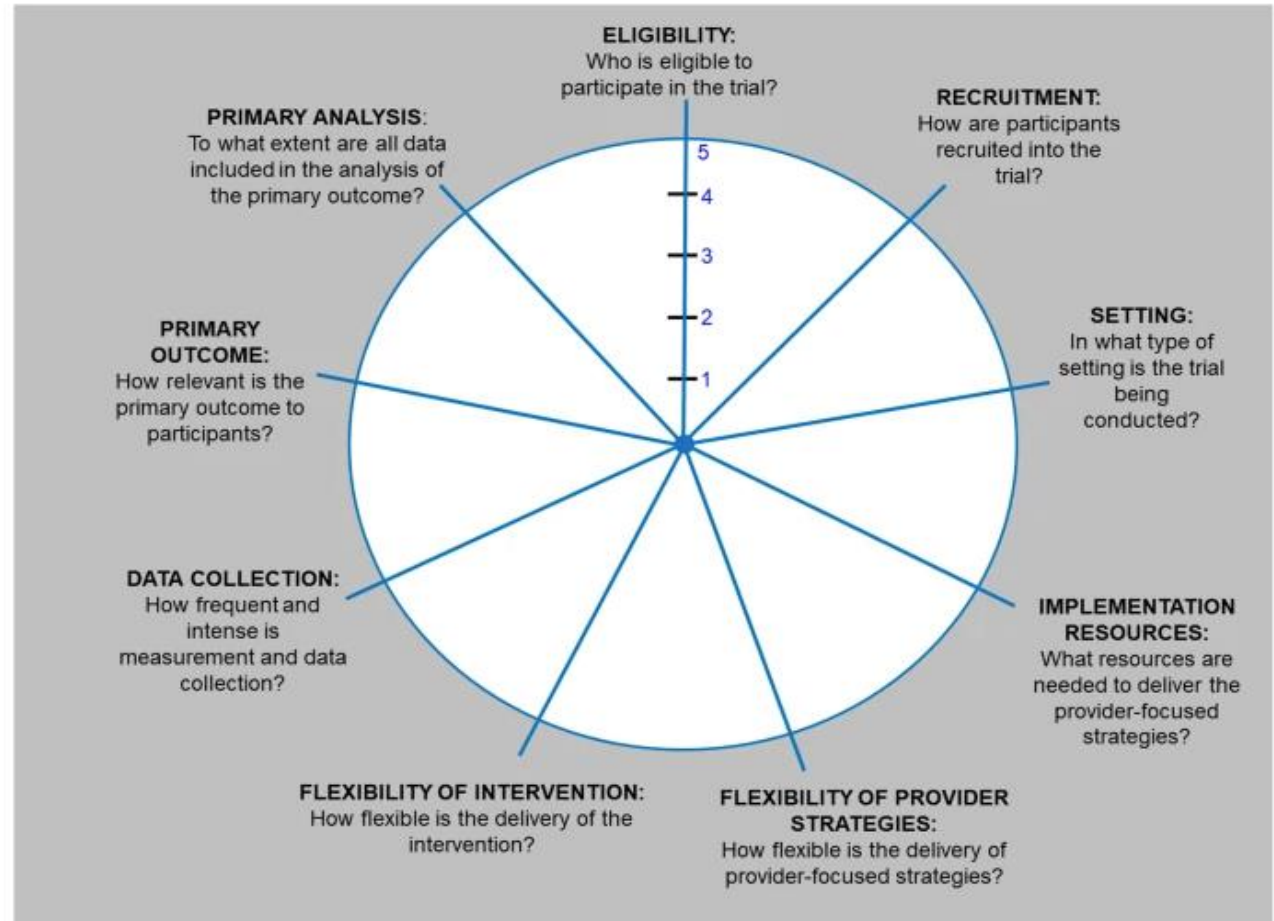 ELIGIBILITY:
Who is eligible to
participate in the trial?
RECRUITMENT:
How are participants
recruited into the
trial?
SETTING:
In what type of
setting is the trial
being
conducted?
IMPLEMENTATION
RESOURCES:
What resources are
needed to deliver the
provider-focused
strategies?
FLEXIBILITY OF PROVIDER
STRATEGIES:
How flexible is the delivery of
provider-focused strategies?
FLEXIBILITY OF INTERVENTION:
How flexible is the delivery of the
intervention?
DATA COLLECTION:
How frequent and
intense is
measurement and data
collection?
PRIMARY
OUTCOME:
How relevant is the
primary outcome to
participants?
PRIMARY ANALYSIS:
To what extent are all data
included in the analysis of
the primary outcome?
5
4
3
2
1